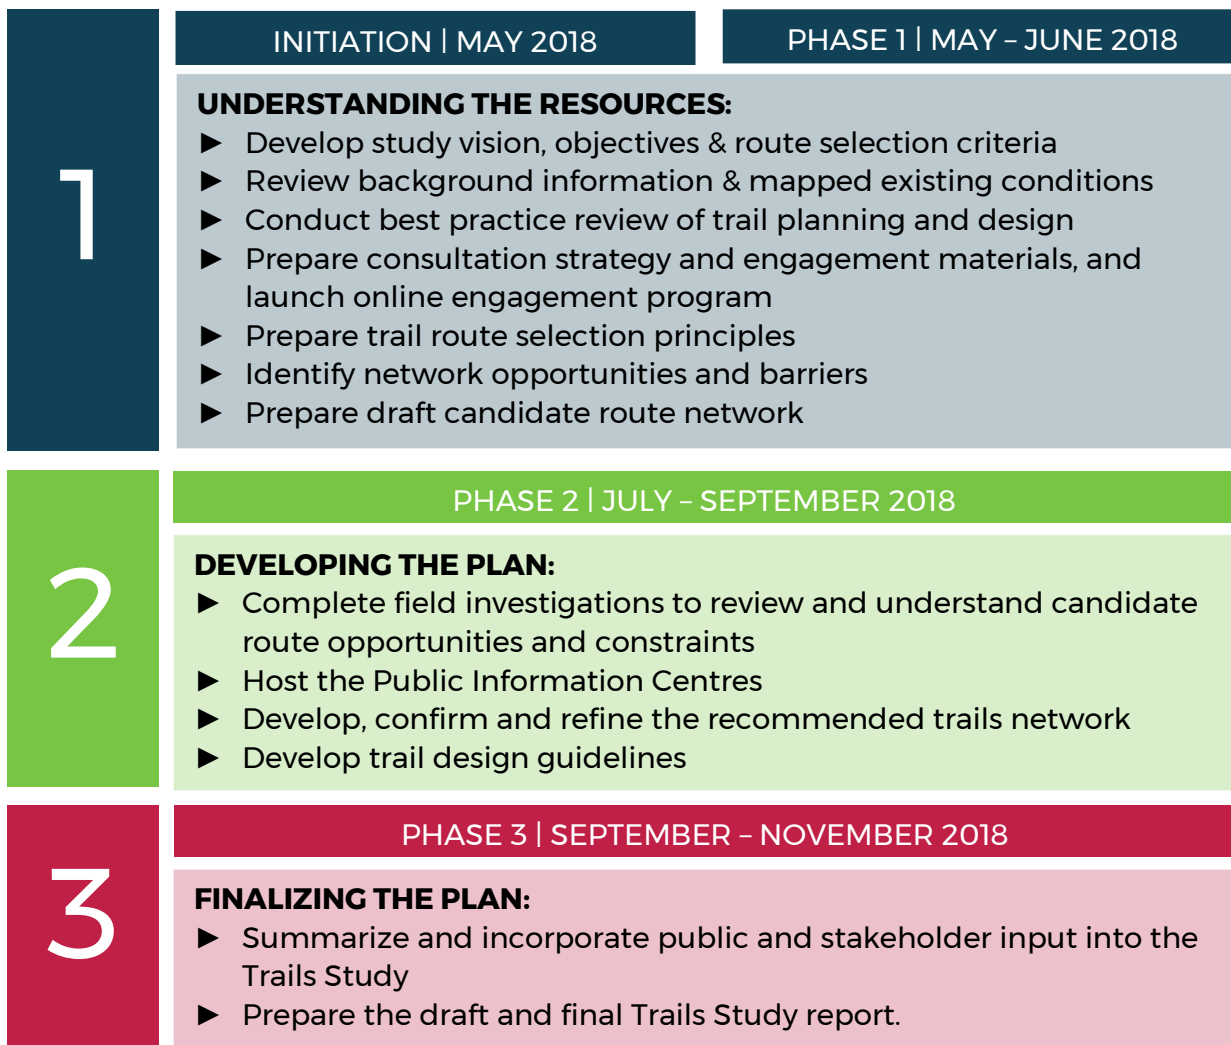 1
INITIATION | MAY 2018
PHASE 1 | MAY – JUNE 2018
UNDERSTANDING THE RESOURCES:
► Develop study vision, objectives & route selection criteria
► Review background information & mapped existing conditions
► Conduct best practice review of trail planning and design
► Prepare consultation strategy and engagement materials, and
launch online engagement program
► Prepare trail route selection principles
► Identify network opportunities and barriers
► Prepare draft candidate route network
2
PHASE 2 | JULY – SEPTEMBER 2018
DEVELOPING THE PLAN:
► Complete field investigations to review and understand candidate
route opportunities and constraints
► Host the Public Information Centres
► Develop, confirm and refine the recommended trails network
► Develop trail design guidelines
3
PHASE 3 | SEPTEMBER – NOVEMBER 2018
FINALIZING THE PLAN:
► Summarize and incorporate public and stakeholder input into the
Trails Study
► Prepare the draft and final Trails Study report.